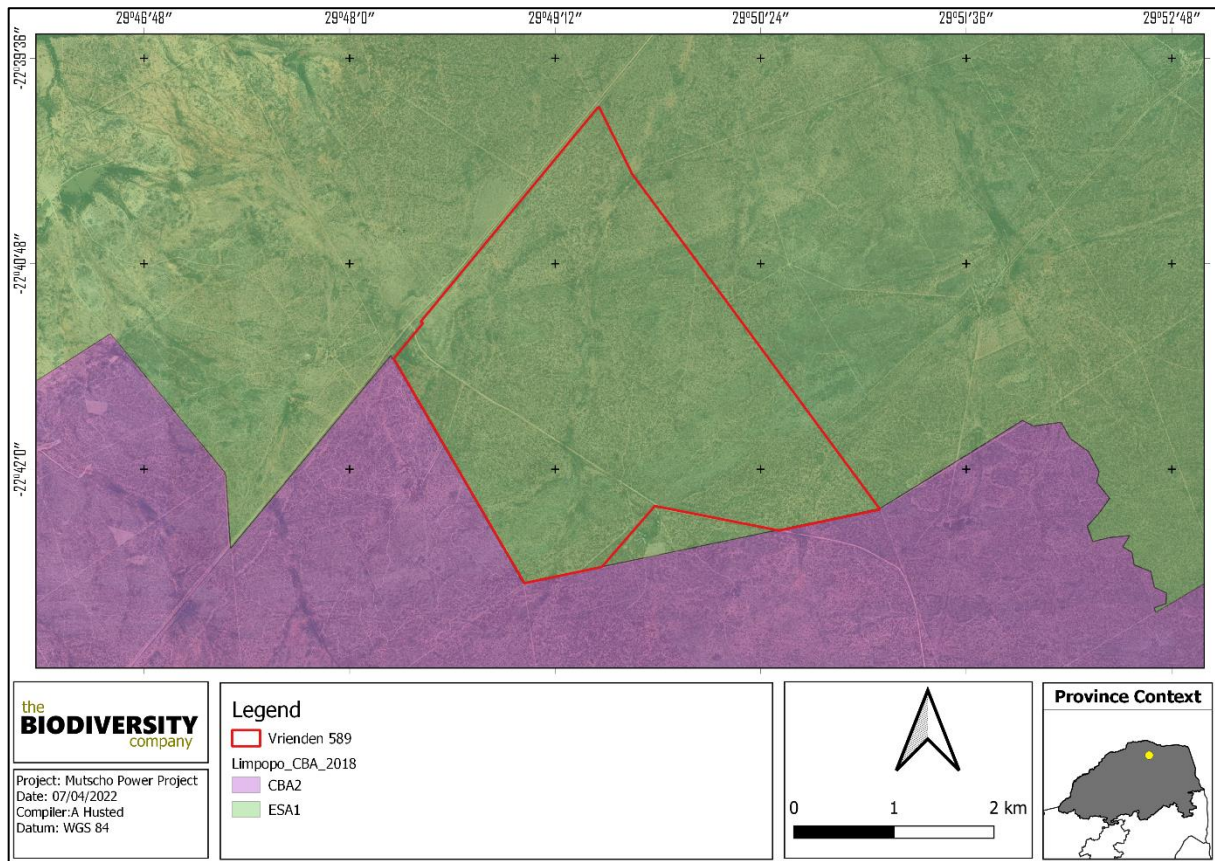 29°46'48" 29°48'0" 29°49'12" 29°50'24" 29°51'36" 29°52'48"
-22°39'36"
-22°40'48"
-22°42'0"
the
BIODIVERSITY
company
Project: Mutscho Power Project
Date: 07/04/2022
Compiler:A Husted
Datum: WGS 84
Legend
Vrienden 589
Limpopo_CBA_2018
CBA2
ESA1
0 1 2 km
Province Context